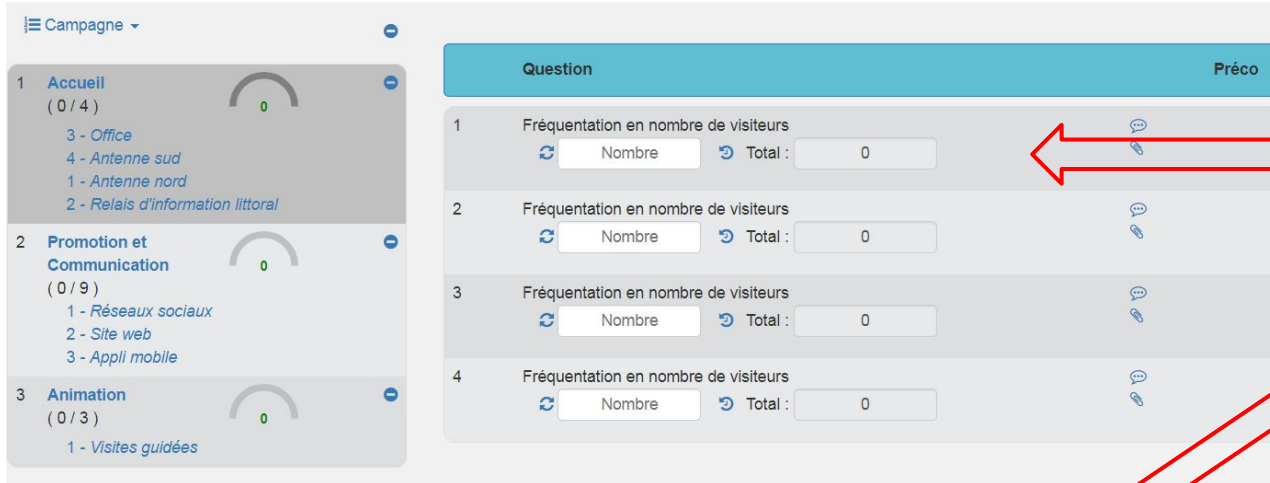 Campagne
1 Accueil
( 0 / 4 )
0
3 - Office
4 - Antenne sud
1 - Antenne nord
2 - Relais d'information littoral
2 Promotion et
Communication
0
( 0 / 9 )
1 - Réseaux sociaux
2 - Site web
3 - Appli mobile
3 Animation
( 0 / 3 )
0
1 - Visites guidées
Question Préco
1 Fréquentation en nombre de visiteurs
Nombre Total : 0
2 Fréquentation en nombre de visiteurs
Nombre Total : 0
3 Fréquentation en nombre de visiteurs
Nombre Total : 0
4 Fréquentation en nombre de visiteurs
Nombre Total : 0